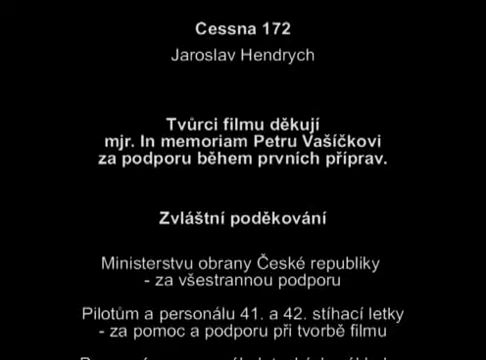 Cessna 172
Jaroslav Hendrych
Tvůrci filmu děkují
mjr. In memoriam Petru Vašíčkovi
za podporu během prvních příprav.
Zvláštní poděkování
Ministerstvu obrany České republiky
- za všestrannou podporu
Pilotům a personálu 41. a 42. stíhací letky
- za pomoc a podporu při tvorbě filmu